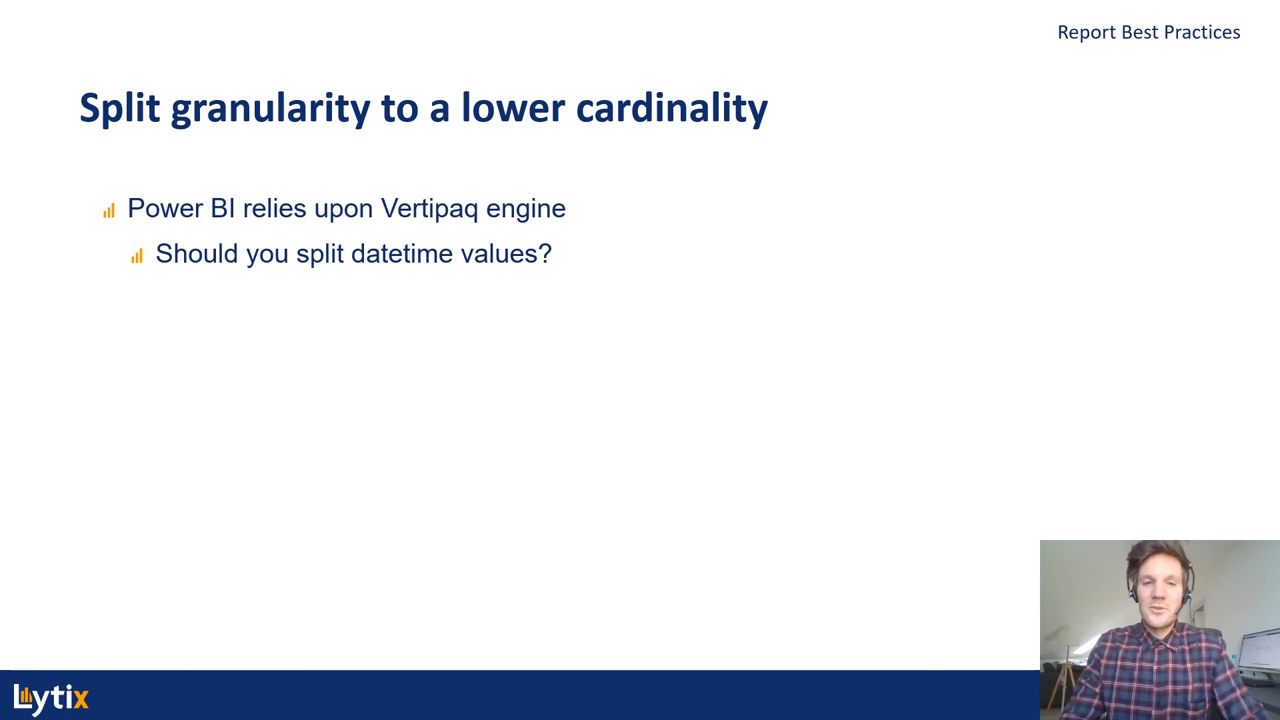 Report Best Practices
Split granularity to a lower cardinality
Power BI relies upon Vertipaq engine
Should you split datetime values?
Lytix